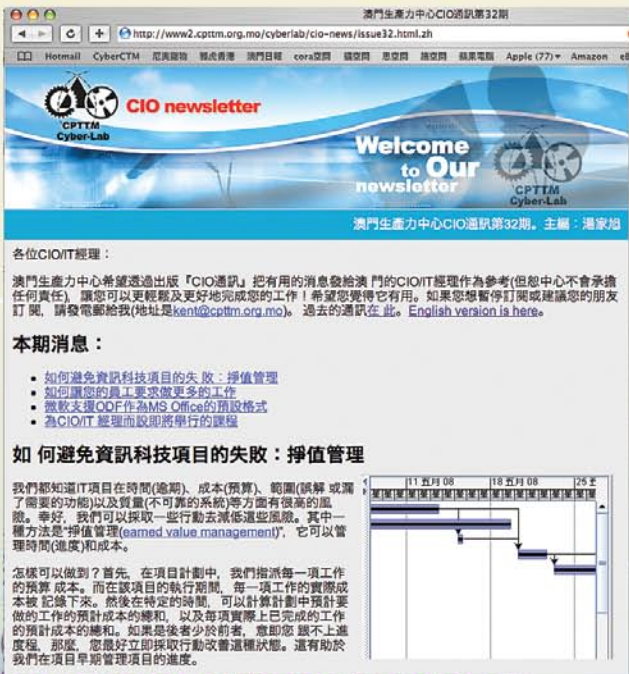 澳門生產力中心CIO通訊第32期
http://www2.cpttm.org.mo/cyberlab/cio-news/issue32.html.zh
Hotmail CyberCTM 尼奧寵物 雅虎香港 澳門日報 cora空間 貓空間 思空間 蘋果電腦 Apple (77) Amazon
CPTTM
Cyber-Lab
CIO newsletter
Welcome
to Our
newsletter
CPTTM
Cyber-Lab
澳門生產力中心CIO通訊第32期。主編：湯家旭
各位CIO/IT經理：
澳門生產力中心希望透過出版『CIO通訊』把有用的消息發給澳 門的CIO/IT經理作為參考(但恕中心不會承擔
任何責任)，讓您可以更輕鬆及更好地完成您的工作！希望您覺得它有用。如果您想暫停訂閱或建議您的朋友
訂 閱，請發電郵給我(地址是kent@cpttm.org.mo)。 過去的通訊在 此。English version is here。
本期消息：
如何避免資訊科技項目的失 敗：掙值管理
如何讓您的員工要求做更多的工作
微軟支援ODF作為MS Office的預設格式
為CIO/IT 經理而設即將舉行的課程
如 何避免資訊科技項目的失敗：掙值管理
我們都知道IT項目在時間(逾期)、成本(預算)、範圍(誤解 或漏
了需要的功能)以及質量(不可靠的系統)等方面有很高的風
險。幸好，我們可以採取一些行動去減低這些風險。其中一
種方法是"掙值管理(earned value management)"，它可以管
理時間(進度)和成本。
怎樣可以做到？首先，在項目計劃中，我們指派每一項工作
的預算 成本。而在該項目的執行期間，每一項工作的實際成
本被 記錄下來。然後在特定的時間，可以計算計劃中預計要
做的工作的預計成本的總和，以及每項實際上已完成的工作
的預計成本的總和。如果是後者少於前者，意即您 跟不上進
度程，那麼，您最好立即採取行動改善這種狀態。這有助於
我們在項目早期管理項目的進度。
11 五月 08 18 五月 08